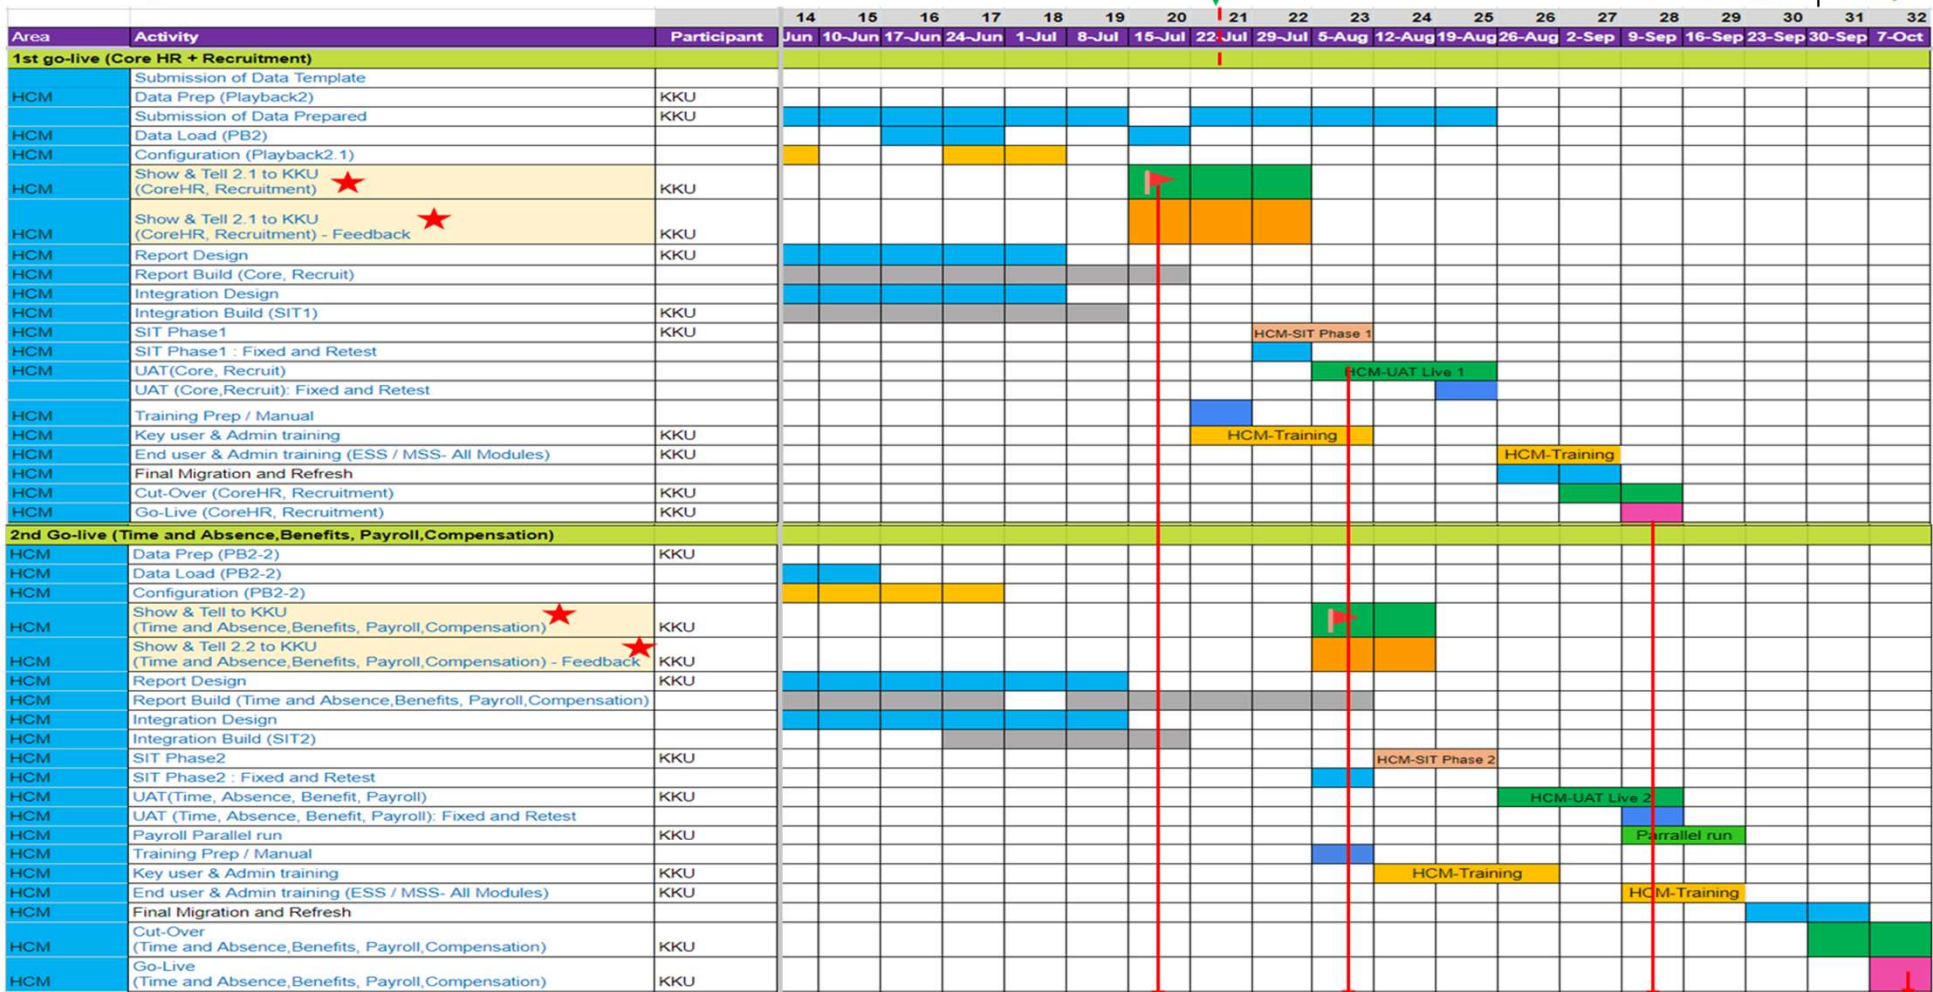 14 15 16 17 18 19 20 21 22 23 24 25 26 27 28 29 30 31 32
Area Activity Participant Jun 10-Jun 17-Jun 24-Jun 1-Jul 8-Jul 15-Jul 22-Jul 29-Jul 5-Aug 12-Aug 19-Aug 26-Aug 2-Sep 9-Sep 16-Sep 23-Sep 30-Sep 7-Oct
1st go-live (Core HR + Recruitment)
Submission of Data Template
HCM Data Prep (Playback2) KKU
Submission of Data Prepared KKU
HCM Data Load (PB2)
HCM Configuration (Playback2.1)
Show & Tell 2.1 to KKU
HCM (CoreHR, Recruitment) KKU
Show & Tell 2.1 to KKU
HCM (CoreHR, Recruitment) - Feedback KKU
HCM Report Design KKU
HCM Report Build (Core, Recruit)
HCM Integration Design
HCM Integration Build (SIT1) KKU
HCM SIT Phase1 KKU HCM-SIT Phase 1
HCM SIT Phase1 : Fixed and Retest
HCM UAT(Core, Recruit) HCM-UAT Live 1
UAT (Core,Recruit): Fixed and Retest
HCM Training Prep / Manual
HCM Key user & Admin training KKU HCM-Training
HCM End user & Admin training (ESS / MSS- All Modules) KKU HCM-Training
HCM Final Migration and Refresh
HCM Cut-Over (CoreHR, Recruitment) KKU
HCM Go-Live (CoreHR, Recruitment) KKU
2nd Go-live (Time and Absence,Benefits, Payroll,Compensation)
HCM Data Prep (PB2-2) KKU
HCM Data Load (PB2-2)
HCM Configuration (PB2-2)
Show & Tell to KKU
HCM (Time and Absence,Benefits, Payroll,Compensation) KKU
Show & Tell 2.2 to KKU
HCM (Time and Absence,Benefits, Payroll,Compensation) - Feedback KKU
HCM Report Design KKU
HCM Report Build (Time and Absence,Benefits, Payroll,Compensation)
HCM Integration Design
HCM Integration Build (SIT2)
HCM SIT Phase2 KKU HCM-SIT Phase 2
HCM SIT Phase2 : Fixed and Retest
HCM UAT(Time, Absence, Benefit, Payroll) KKU HCM-UAT Live 2
HCM UAT (Time, Absence, Benefit, Payroll): Fixed and Retest
HCM Payroll Parallel run KKU Parrallel run
HCM Training Prep / Manual
HCM Key user & Admin training KKU HCM-Training
HCM End user & Admin training (ESS / MSS- All Modules) KKU HCM-Training
HCM Final Migration and Refresh
Cut-Over
HCM (Time and Absence,Benefits, Payroll,Compensation) KKU
Go-Live
HCM (Time and Absence,Benefits, Payroll,Compensation) KKU